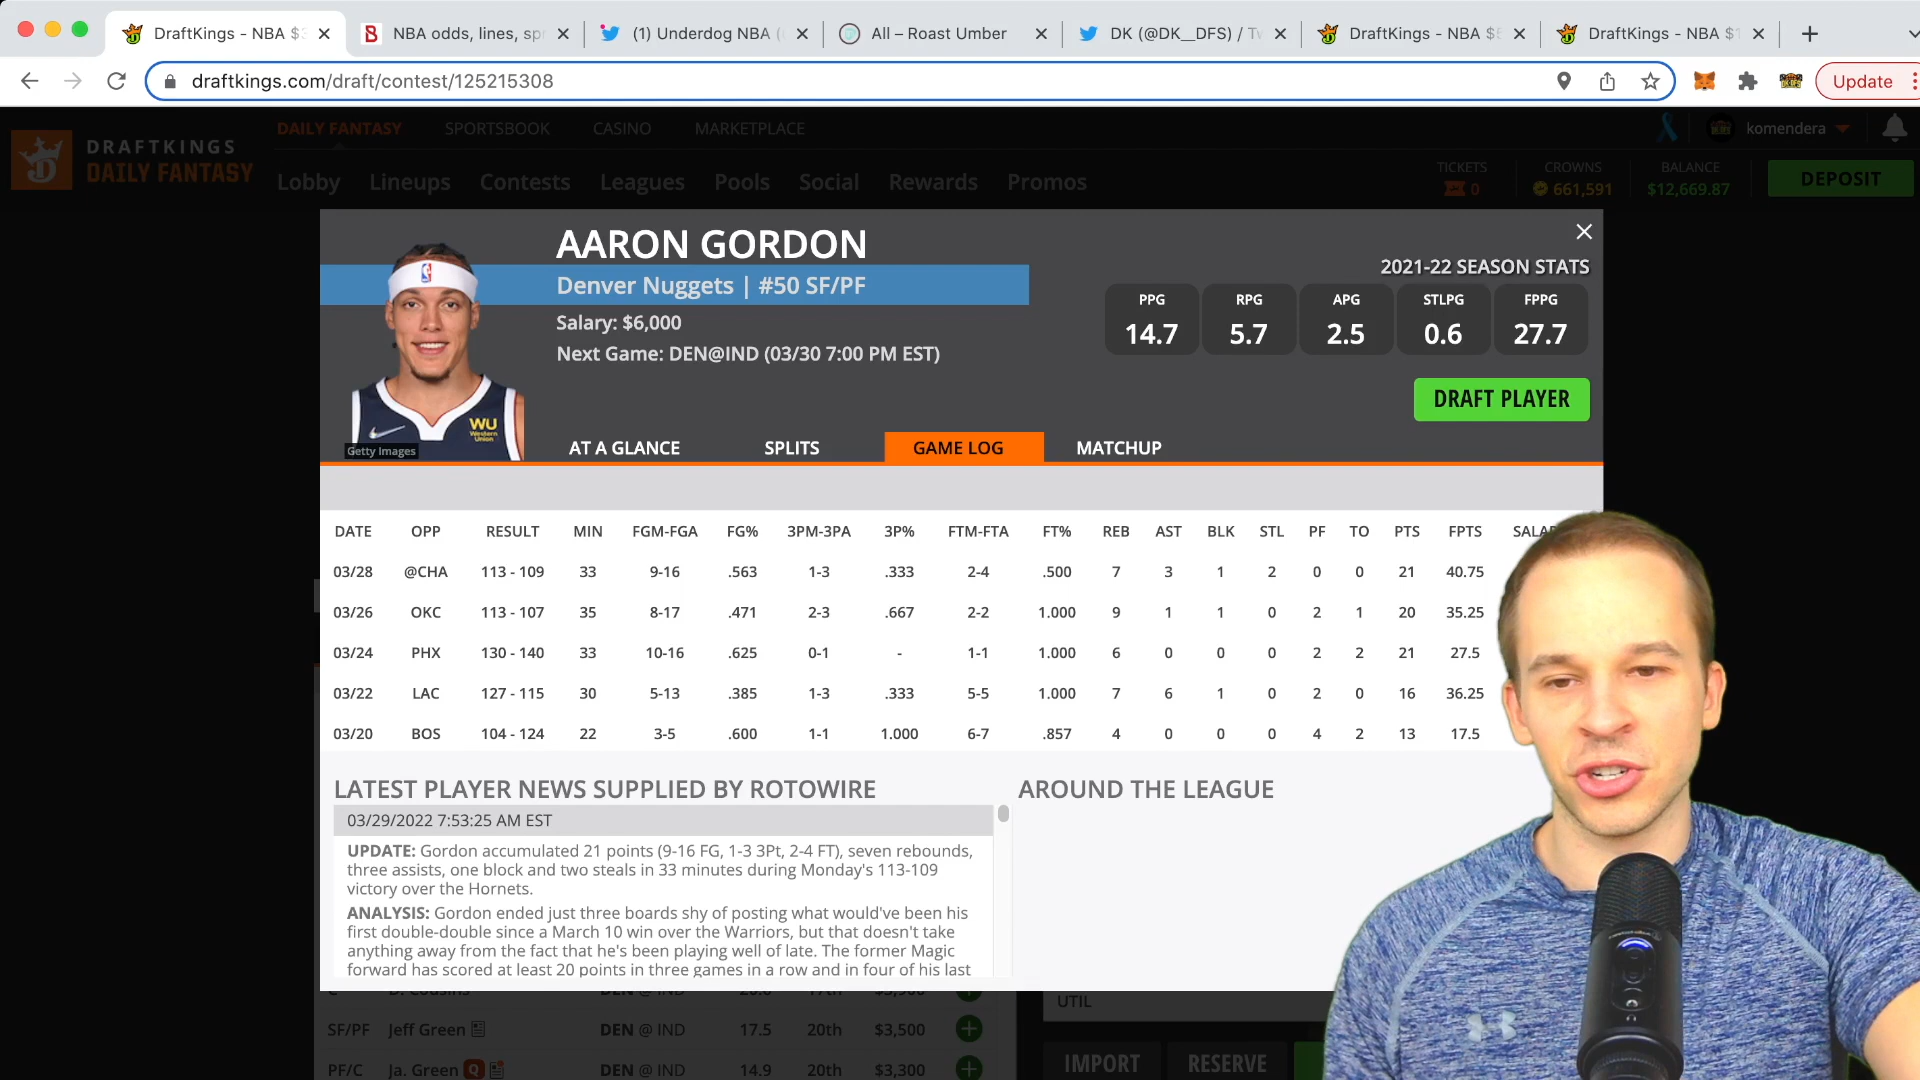 DraftKings - NBA $3
NBA odds, lines, spr
(1) Underdog NBA (
All – Roast Umber
DK (@DK__DFS) / Tw
DraftKings - NBA $
DraftKings - NBA $1
draftkings.com/draft/contest/125215308
Update
DRAFTKINGS
DAILY FANTASY
DAILY FANTASY SPORTSBOOK CASINO MARKETPLACE
komendera
Lobby Lineups Contests Leagues Pools Social Rewards Promos
TICKETS
0
CROWNS
661,591
BALANCE
$12,669.87
DEPOSIT
AARON GORDON
Denver Nuggets | #50 SF/PF
Salary: $6,000
Next Game: DEN@IND (03/30 7:00 PM EST)
2021-22 SEASON STATS
PPG RPG APG STLPG FPPG
14.7 5.7 2.5 0.6 27.7
DRAFT PLAYER
WU
Western Union
Getty Images
AT A GLANCE SPLITS GAME LOG MATCHUP
DATE OPP RESULT MIN FGM-FGA FG% 3PM-3PA 3P% FTM-FTA FT% REB AST BLK STL PF TO PTS FPTS SALA
03/28 @CHA 113 - 109 33 9-16 .563 1-3 .333 2-4 .500 7 3 1 2 0 0 21 40.75
03/26 OKC 113 - 107 35 8-17 .471 2-3 .667 2-2 1.000 9 1 1 0 2 1 20 35.25
03/24 PHX 130 - 140 33 10-16 .625 0-1 - 1-1 1.000 6 0 0 0 2 2 21 27.5
03/22 LAC 127 - 115 30 5-13 .385 1-3 .333 5-5 1.000 7 6 1 0 2 0 16 36.25
03/20 BOS 104 - 124 22 3-5 .600 1-1 1.000 6-7 .857 4 0 0 0 4 2 13 17.5
LATEST PLAYER NEWS SUPPLIED BY ROTOWIRE
03/29/2022 7:53:25 AM EST
UPDATE: Gordon accumulated 21 points (9-16 FG, 1-3 3Pt, 2-4 FT), seven rebounds,
three assists, one block and two steals in 33 minutes during Monday's 113-109
victory over the Hornets.
ANALYSIS: Gordon ended just three boards shy of posting what would've been his
first double-double since a March 10 win over the Warriors, but that doesn't take
anything away from the fact that he's been playing well of late. The former Magic
forward has scored at least 20 points in three games in a row and in four of his last
AROUND THE LEAGUE
C D. Cousins DEN @ IND 20.6 17th $3,900
SF/PF Jeff Green DEN @ IND 17.5 20th $3,500
PF/C Ja. Green Q DEN @ IND 14.9 20th $3,300
UTIL
IMPORT RESERVE